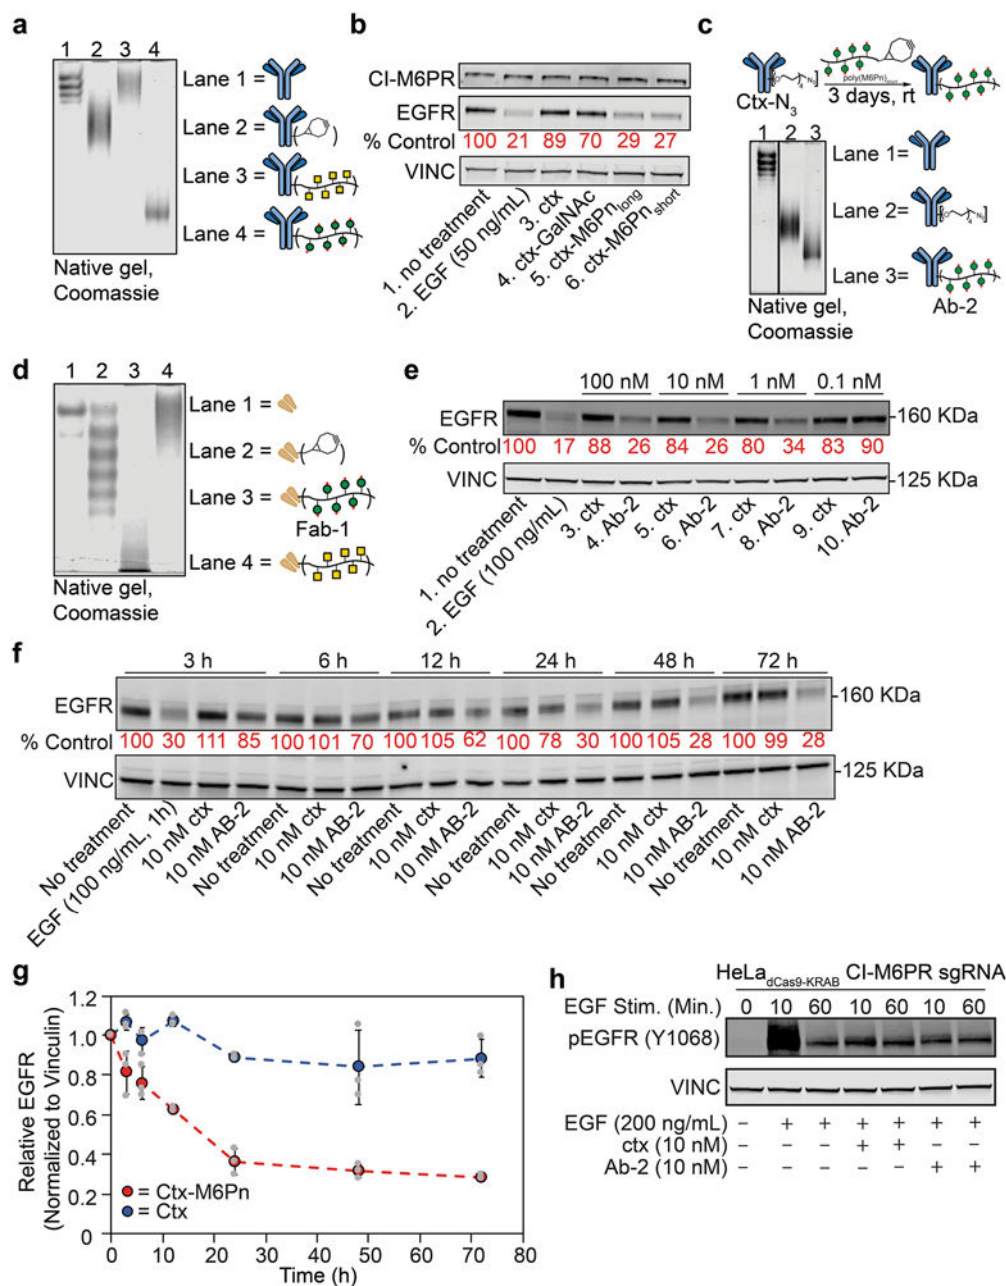 a
1 2 3 4
Lane 1 =
Lane 2 =
Lane 3 =
Lane 4 =
Native gel,
Coomassie
b
CI-M6PR
EGFR
% Control 100 21 89 70 29 27
VINC
1. no treatment
2. EGF (50 ng/mL)
3. ctx
4. ctx-GalNAc
5. ctx-M6Pn long
6. ctx-M6Pn short
c
Ctx-N3
poly(M6Pn)short
3 days, rt
1 2 3
Lane 1=
Lane 2=
Lane 3=
Ab-2
Native gel,
Coomassie
d
1 2 3 4
Lane 1 =
Lane 2 =
Lane 3 =
Fab-1
Lane 4 =
Native gel,
Coomassie
e
100 nM 10 nM 1 nM 0.1 nM
EGFR -160 KDa
% Control
100 17 88 26 84 26 80 34 83 90
VINC -125 KDa
1. no treatment
2. EGF (100 ng/mL)
3. ctx
4. Ab-2
5. ctx
6. Ab-2
7. ctx
8. Ab-2
9. ctx
10. Ab-2
f
3 h 6 h 12 h 24 h 48 h 72 h
EGFR -160 KDa
% Control 100 30 111 85 100 101 70 100 105 62 100 78 30 100 105 28 100 99 28
VINC -125 KDa
No treatment
EGF (100 ng/mL, 1h)
10 nM ctx
10 nM AB-2
No treatment
10 nM ctx
10 nM AB-2
No treatment
10 nM ctx
10 nM AB-2
No treatment
10 nM ctx
10 nM AB-2
No treatment
10 nM ctx
10 nM AB-2
No treatment
10 nM ctx
10 nM AB-2
g
Relative EGFR
(Normalized to Vinculin)
1.2
1.0
0.8
0.6
0.4
0.2
0
= Ctx-M6Pn
= Ctx
0 10 20 30 40 50 60 70 80
Time (h)
h
HeLa dCas9-KRAB CI-M6PR sgRNA
EGF Stim. (Min.) 0 10 60 10 60 10 60
pEGFR (Y1068)
VINC
EGF (200 ng/mL) − + + + + + +
ctx (10 nM) − − − + + − −
Ab-2 (10 nM) − − − − − + +